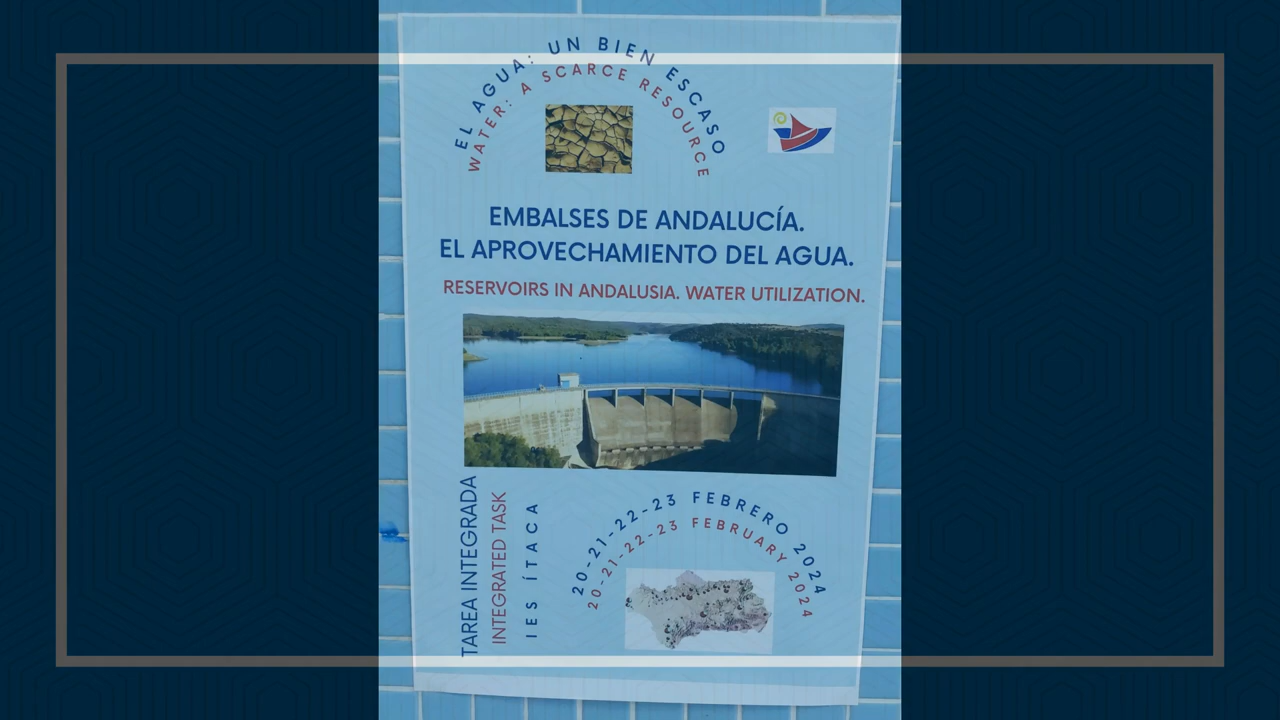 EL AGUA: UN BIEN ESCASO
WATER: A SCARCE RESOURCE
EMBALSES DE ANDALUCÍA.
EL APROVECHAMIENTO DEL AGUA.
RESERVOIRS IN ANDALUSIA. WATER UTILIZATION.
TAREA INTEGRADA
INTEGRATED TASK
IES ÍTACA
20-21-22-23 FEBRERO 2024
20-21-22-23 FEBRUARY 2024